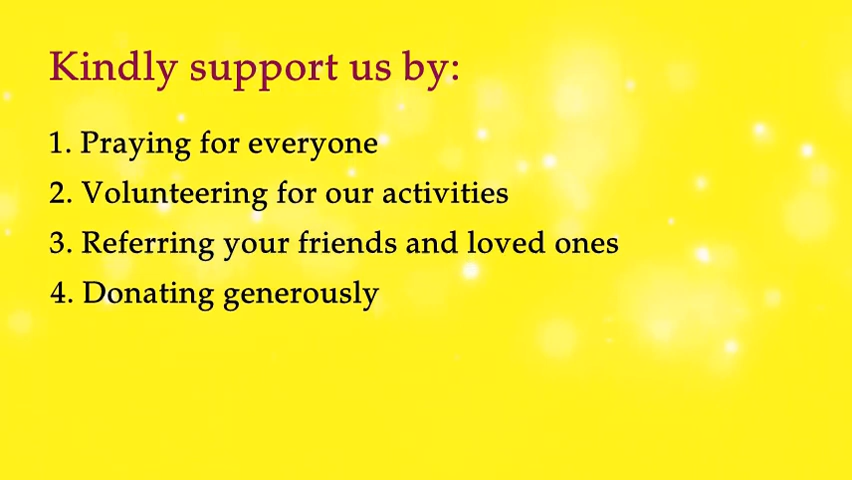 Kindly support us by:
1. Praying for everyone
2. Volunteering for our activities
3. Referring your friends and loved ones
4. Donating generously